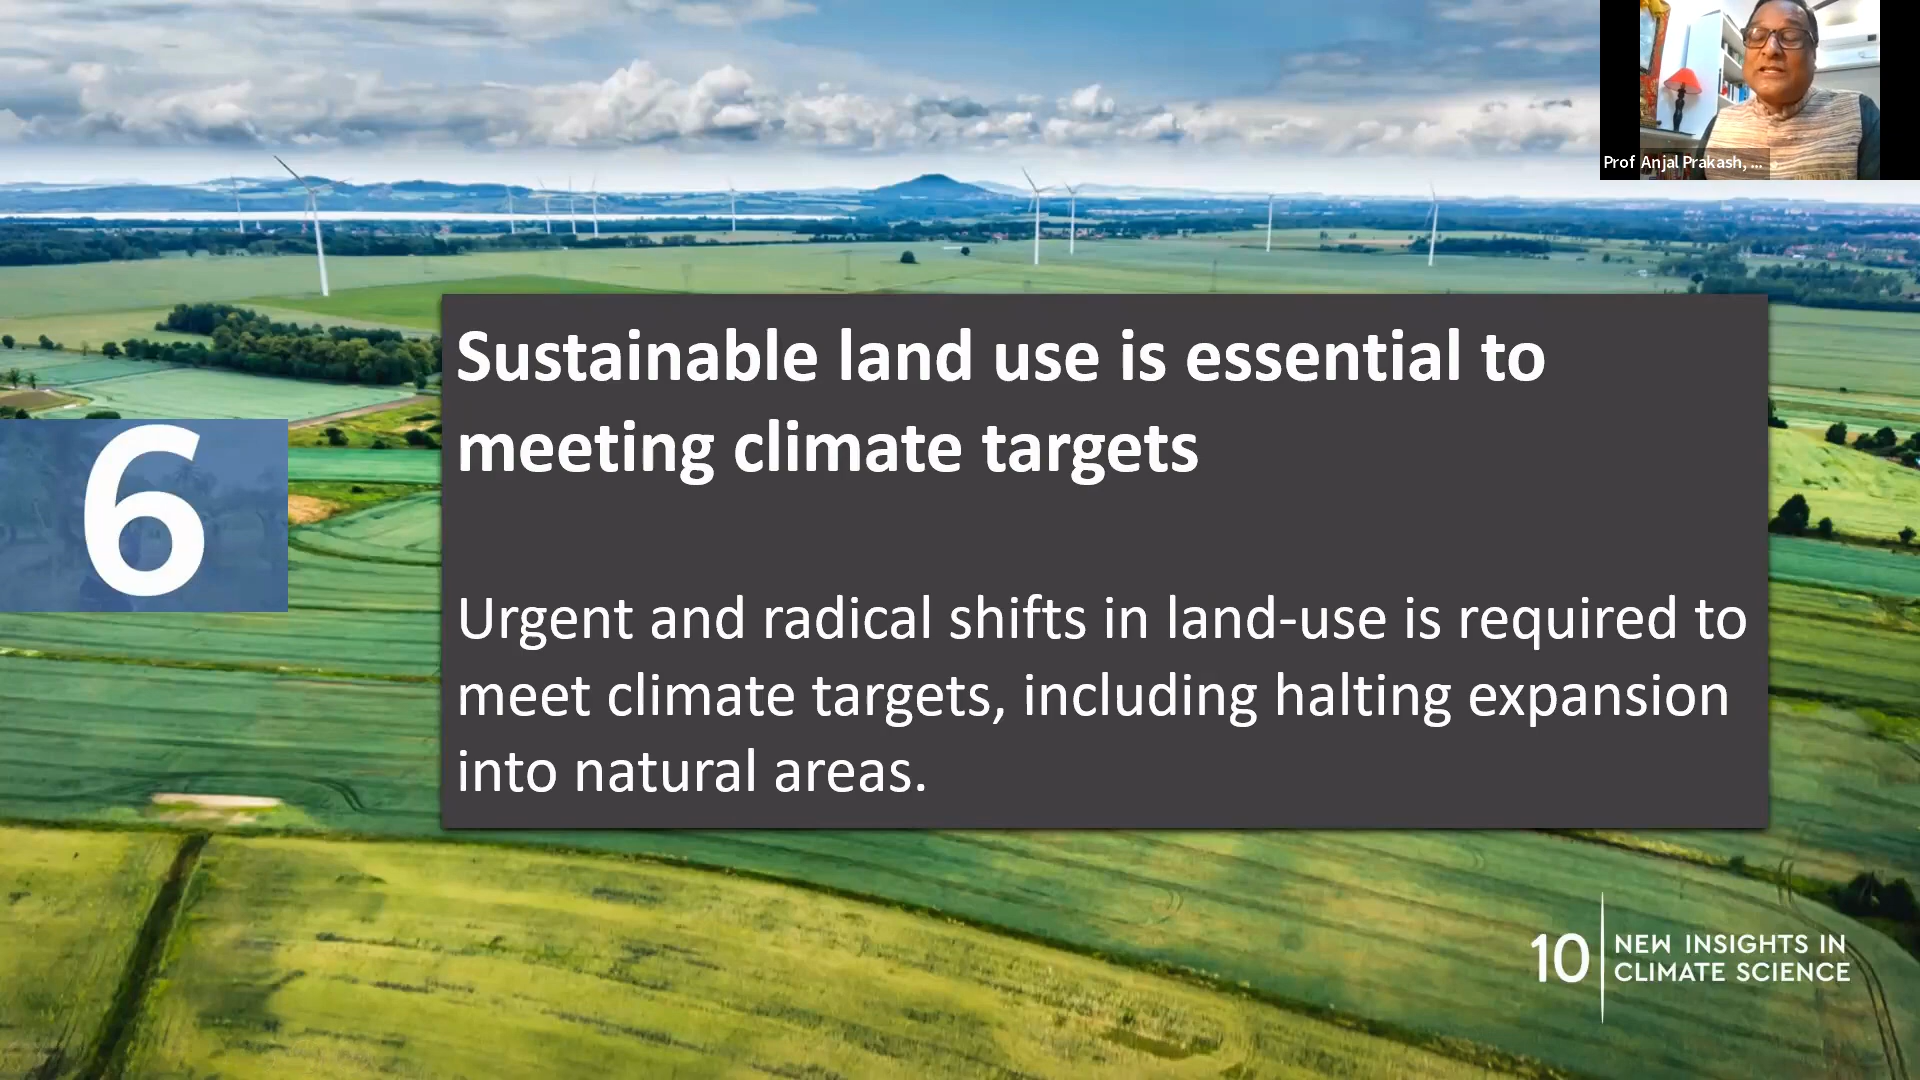 Prof Anjal Prakash, ...
Sustainable land use is essential to
meeting climate targets
6
Urgent and radical shifts in land-use is required to
meet climate targets, including halting expansion
into natural areas.
10
NEW INSIGHTS IN
CLIMATE SCIENCE